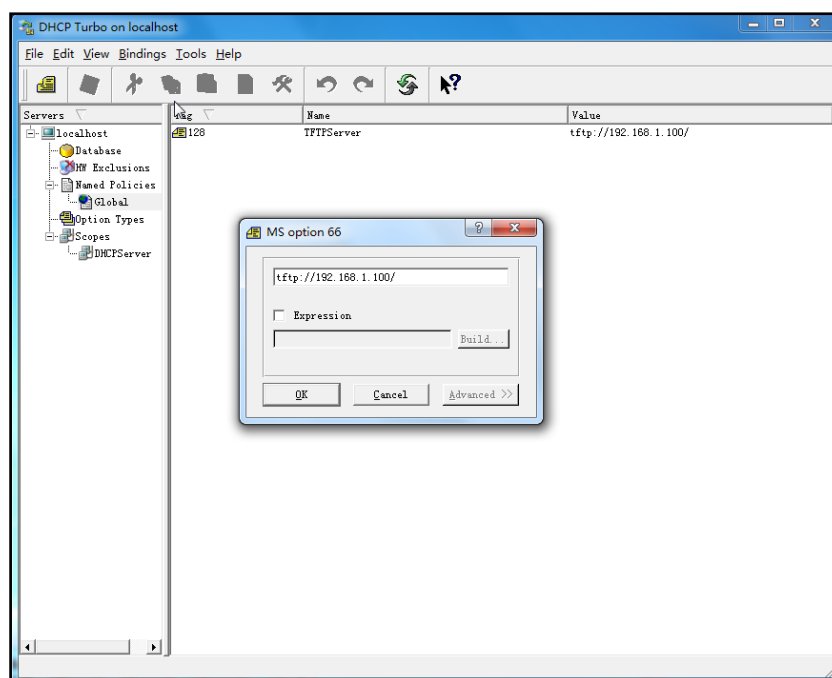 DHCP Turbo on localhost
File Edit View Bindings Tools Help
Servers
Name
Value
localhost
128 TFTPServer tftp://192.168.1.100/
Database
HW Exclusions
Named Policies
Global
Option Types
Scopes
DHCPServer
MS option 66
tftp://192.168.1.100/
Expression
Build...
OK Cancel Advanced >>